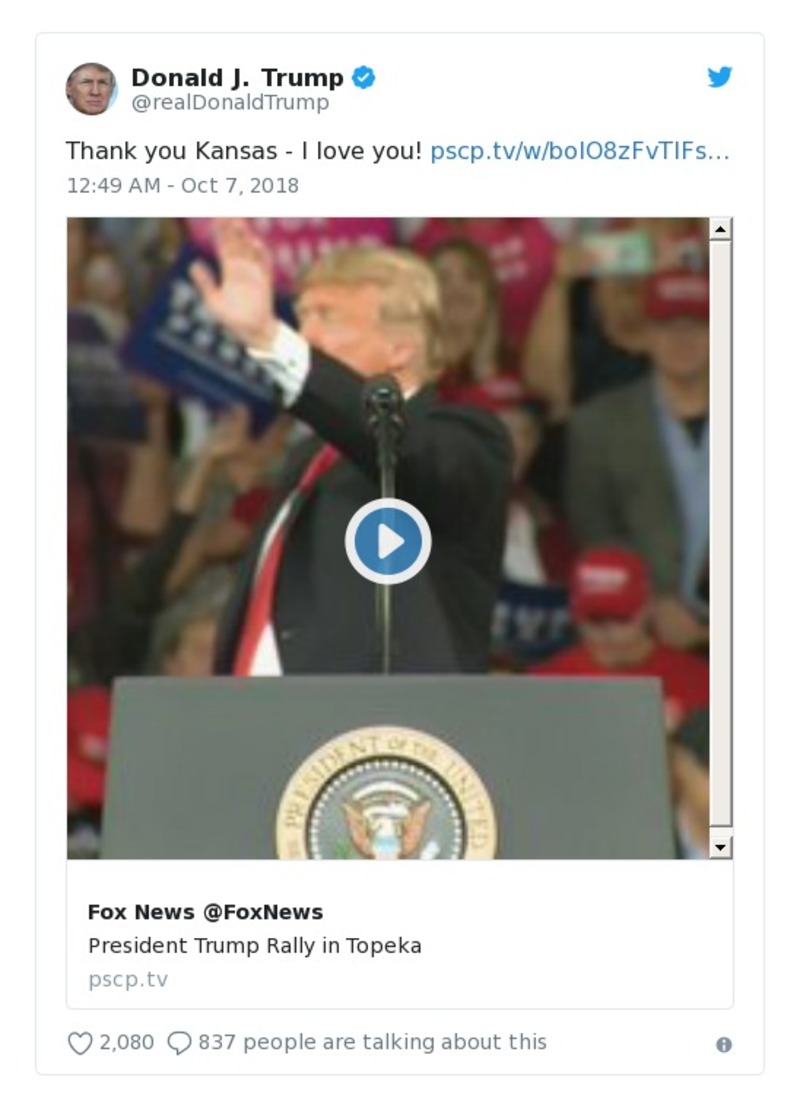 Donald J. Trump
@realDonaldTrump
Thank you Kansas - I love you! pscp.tv/w/bolO8zFvTlFs…
12:49 AM - Oct 7, 2018
PRESIDENT OF THE UNITED
Fox News @FoxNews
President Trump Rally in Topeka
pscp.tv
2,080 837 people are talking about this